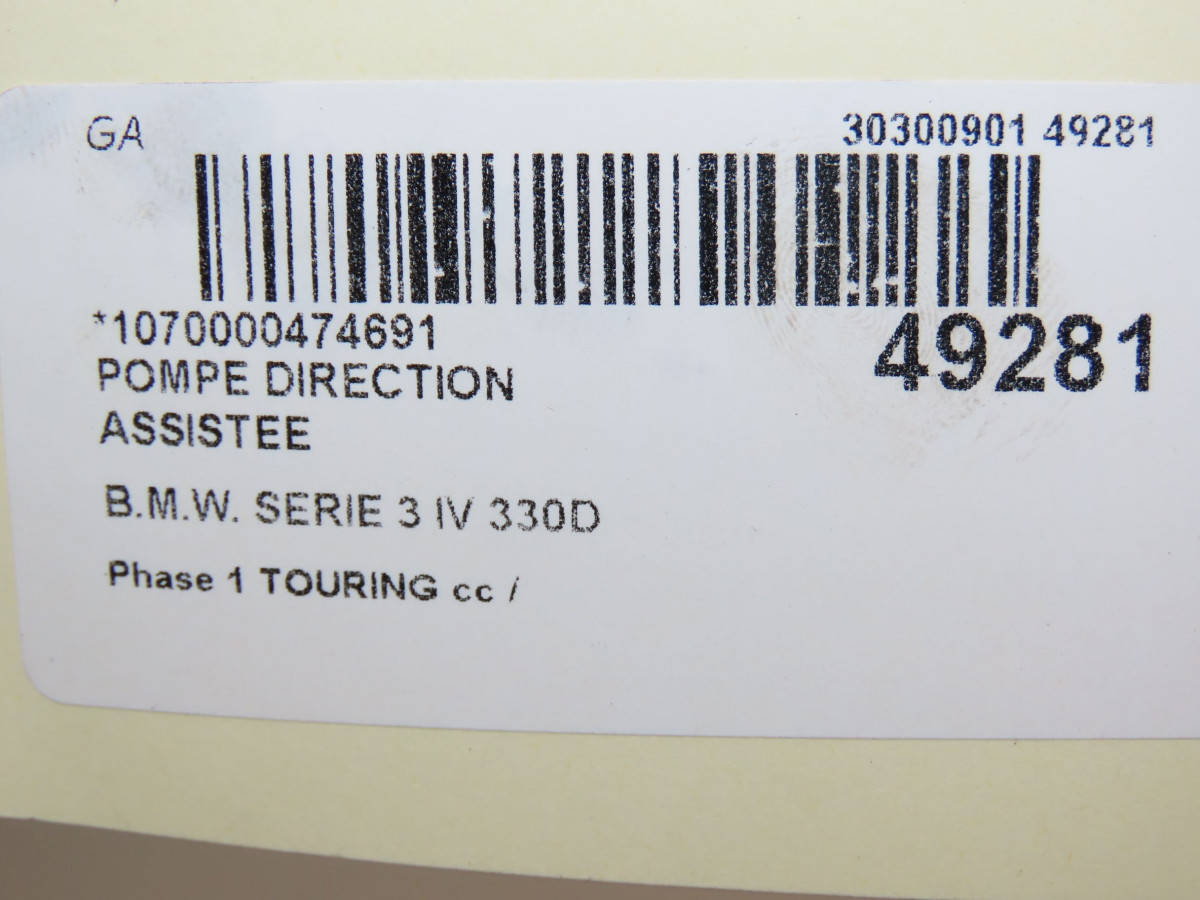 GA
30300901 49281
*1070000474691
49281
POMPE DIRECTION
ASSISTEE
B.M.W. SERIE 3 IV 330D
Phase 1 TOURING cc /